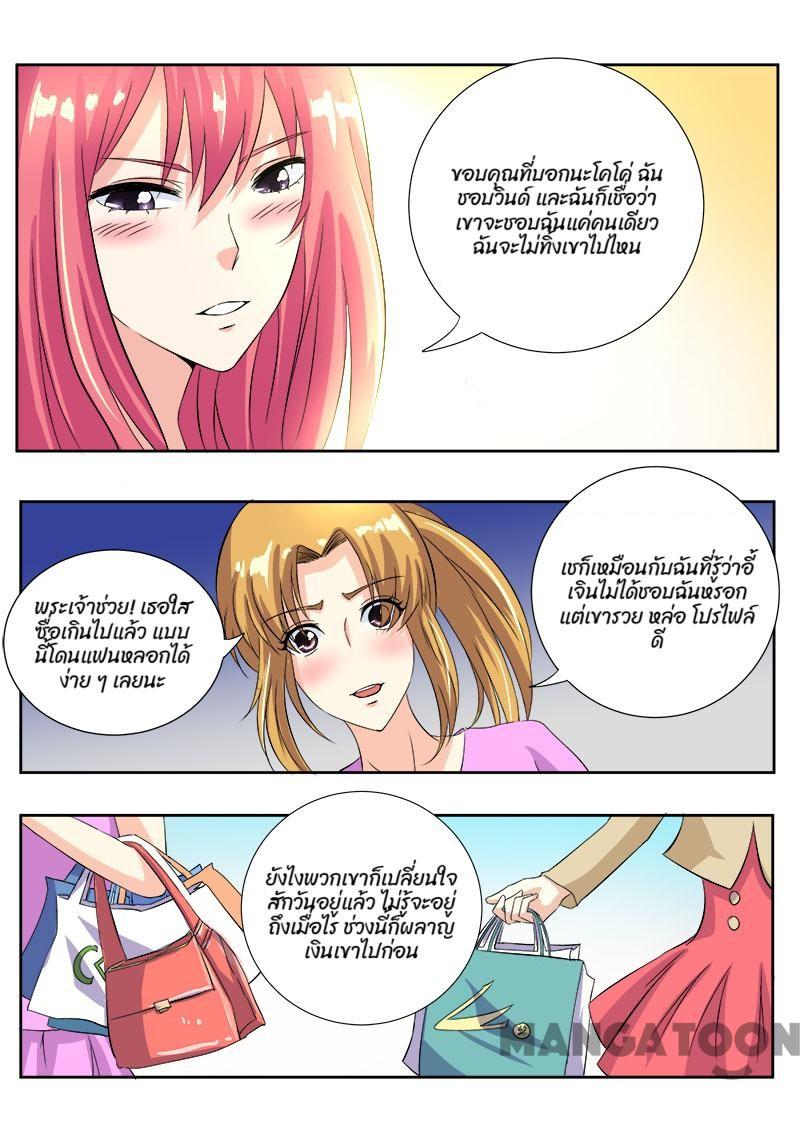 ขอบคุณที่บอกนะโคโค่ ฉัน
ชอบวินด์ และฉันก็เชื่อว่า
เขาจะชอบฉันแค่คนเดียว
ฉันจะไม่ทิ้งเขาไปไหน
พระเจ้าช่วย! เธอใส
ซื่อเกินไปแล้ว แบบ
นี้โดนแฟนหลอกได้
ง่าย ๆ เลยนะ
เชก็เหมือนกับฉันที่รู้ว่าอี้
เจินไม่ได้ชอบฉันหรอก
แต่เขารวย หล่อ โปรไฟล์
ดี
ยังไงพวกเขาก็เปลี่ยนใจ
สักวันอยู่แล้ว ไม่รู้จะอยู่
ถึงเมื่อไร ช่วงนี้ก็ผลาญ
เงินเขาไปก่อน
MANGATOON